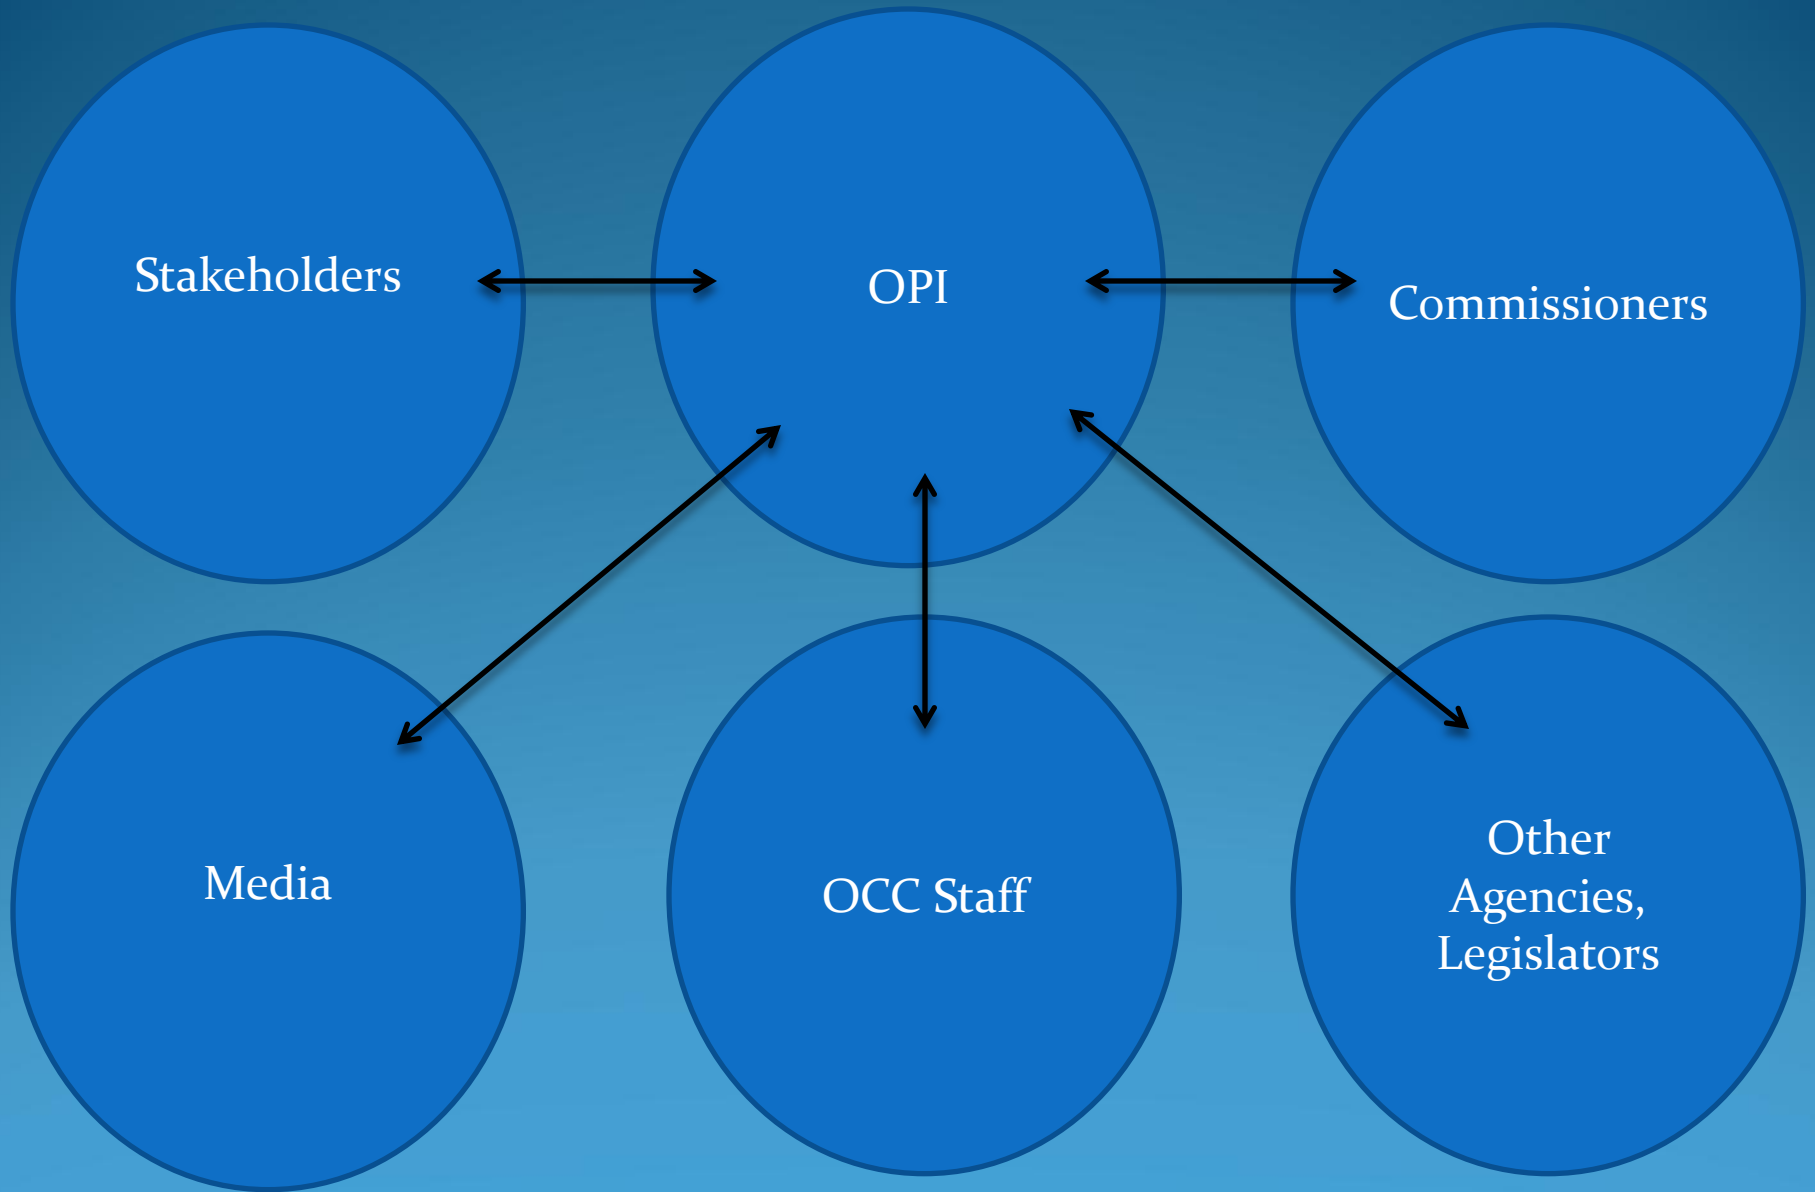 Stakeholders
OPI
Commissioners
Media
OCC Staff
Other
Agencies,
Legislators